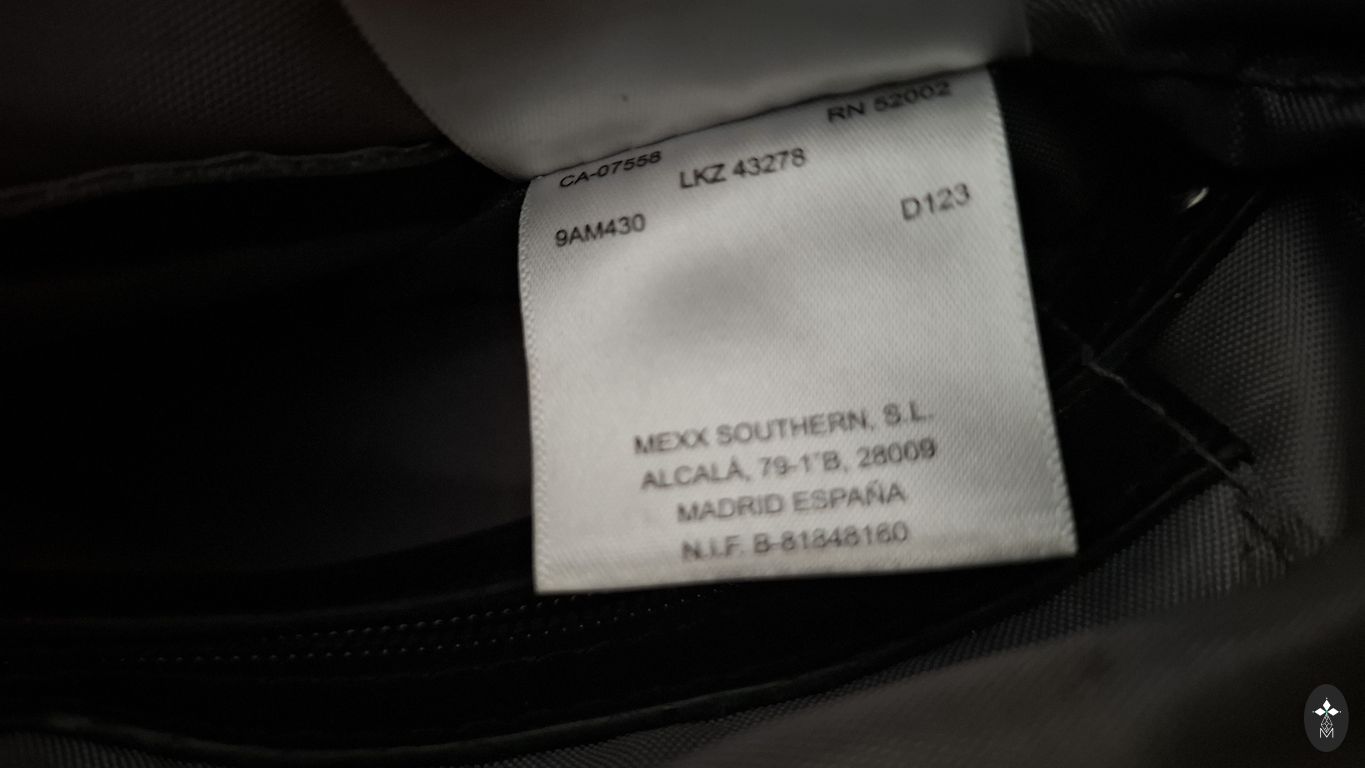 CA-07558 LKZ 43278 RN 52002
9AM430 D123
MEXX SOUTHERN, S.L.
ALCALÁ, 79-1°B, 28009
MADRID ESPAÑA
N.I.F. B-81848160
M